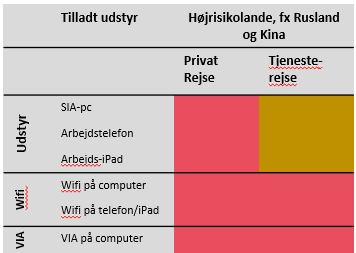 Tilladt udstyr
Højrisikolande, fx Rusland
og Kina
Privat
Rejse
Tjeneste-
rejse
Udstyr
SIA-pc
Arbejdstelefon
Arbejds-iPad
Wifi
Wifi på computer
Wifi på telefon/iPad
VIA
VIA på computer